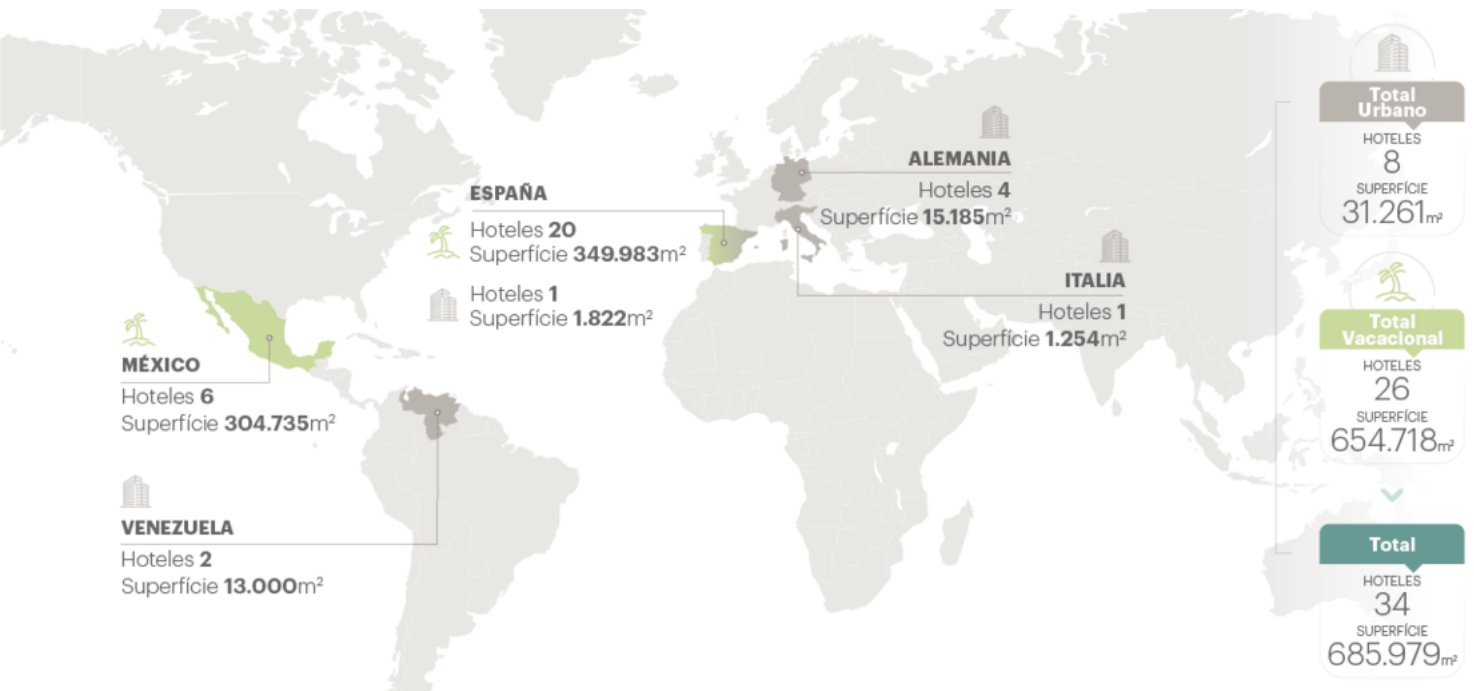 ESPAÑA
Hoteles 20
Superfície 349.983m²
Hoteles 1
Superfície 1.822m²
ALEMANIA
Hoteles 4
Superfície 15.185m²
ITALIA
Hoteles 1
Superfície 1.254m²
MÉXICO
Hoteles 6
Superfície 304.735m²
VENEZUELA
Hoteles 2
Superfície 13.000m²
Total
Urbano
HOTELES
8
SUPERFÍCIE
31.261m²
Total
Vacacional
HOTELES
26
SUPERFÍCIE
654.718m²
Total
HOTELES
34
SUPERFÍCIE
685.979m²